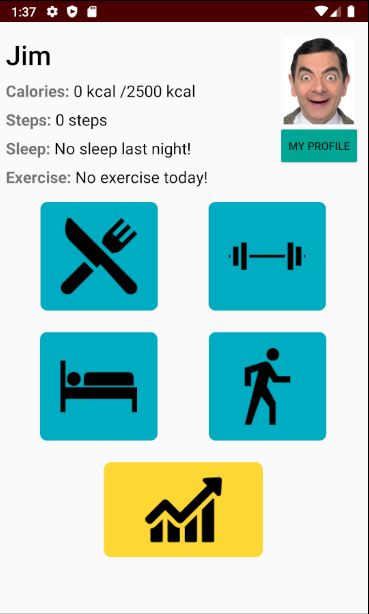 1:37
Jim
Calories: 0 kcal /2500 kcal
Steps: 0 steps
Sleep: No sleep last night!
MY PROFILE
Exercise: No exercise today!